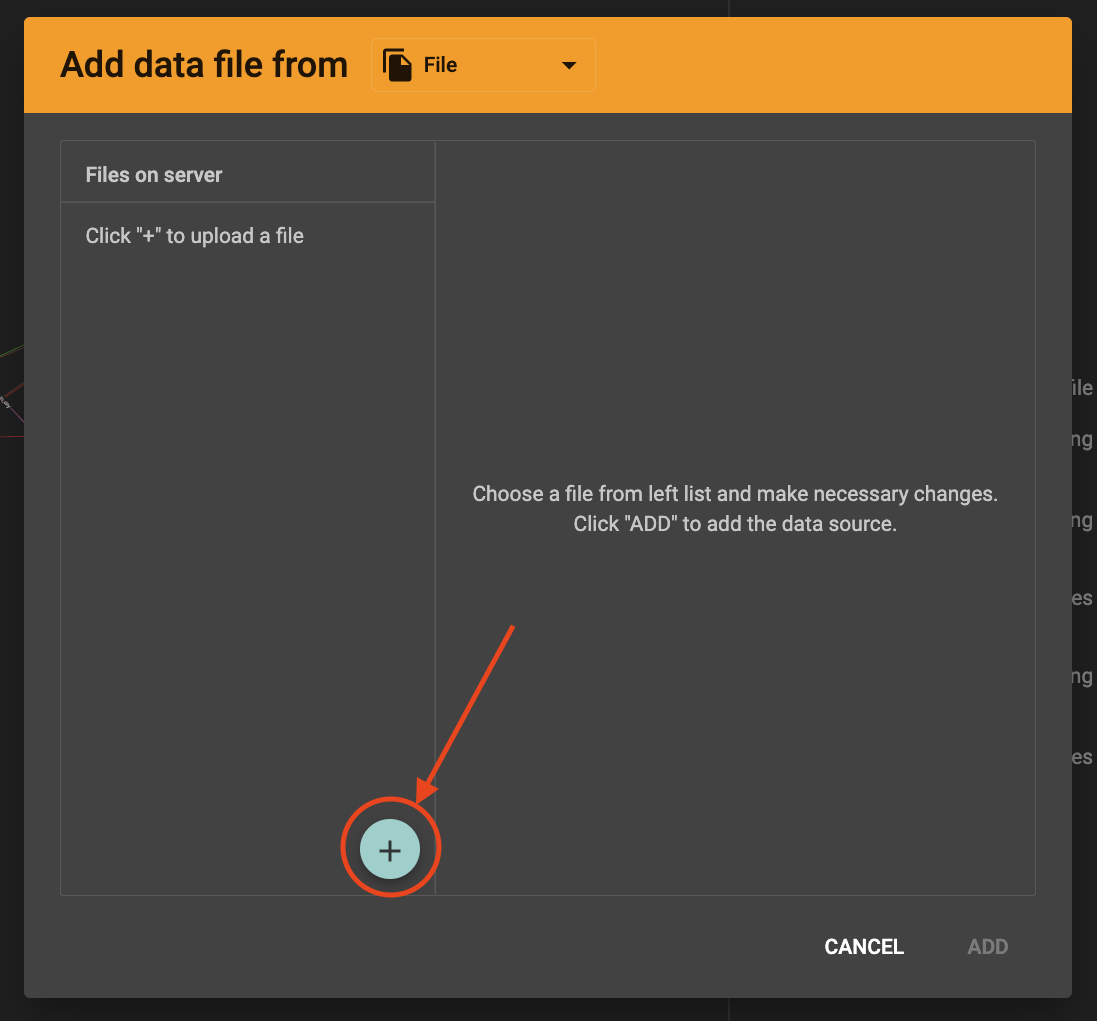 Add data file from
File
Files on server
Click "+" to upload a file
Choose a file from left list and make necessary changes.
Click "ADD" to add the data source.
ile
ng
ng
es
ng
es
+
CANCEL
ADD